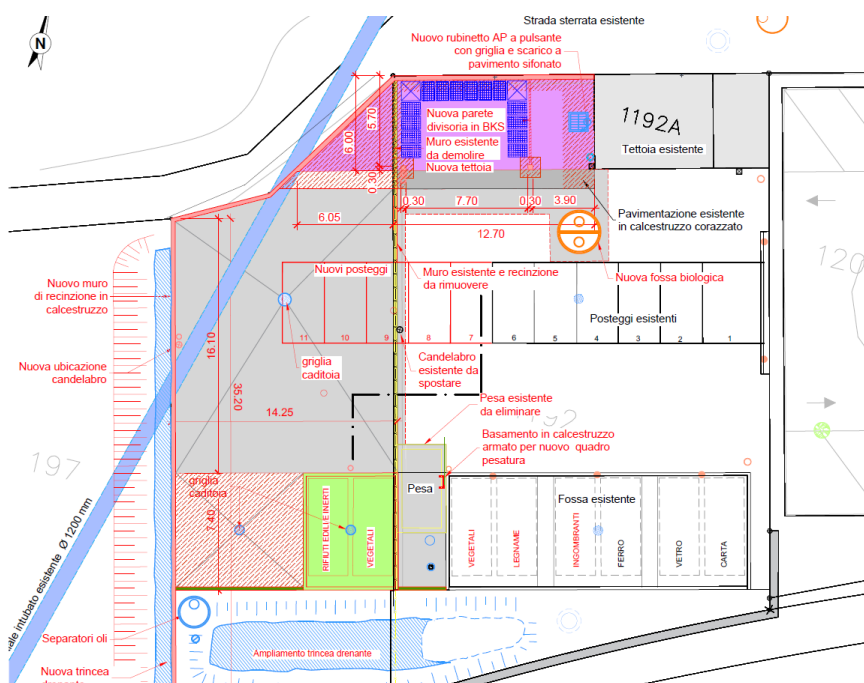 Strada sterrata esistente
N
Nuovo rubinetto AP a pulsante
con griglia e scarico a
pavimento sifonato
1192A
Tettoia esistente
Nuova parete
divisoria in BKS
Muro esistente
da demolire
Nuova tettoia
6.00
5.70
0.30
0.30
7.70
0.30
3.90
6.05
12.70
Pavimentazione esistente
in calcestruzzo corazzato
Nuovo muro
di recinzione in
calcestruzzo
Nuovi posteggi
Muro esistente e recinzione
da rimuovere
Nuova fossa biologica
120
Posteggi esistenti
11
10
9
8
7
6
5
4
3
2
1
16.10
35.20
Nuova ubicazione
candelabro
griglia
caditoia
Candelabro
esistente da
spostare
14.25
Pesa esistente
da eliminare
Basamento in calcestruzzo
armato per nuovo quadro
pesatura
197
griglia
caditoia
7.40
Pesa
Fossa esistente
RIFIUTI EDILI E INERTI
VEGETALI
VEGETALI
LEGNAME
INGOMBRANTI
FERRO
VETRO
CARTA
ale intubato esistente Ø 1200 mm
Separatori oli
Ampliamento trincea drenante
Nuova trincea